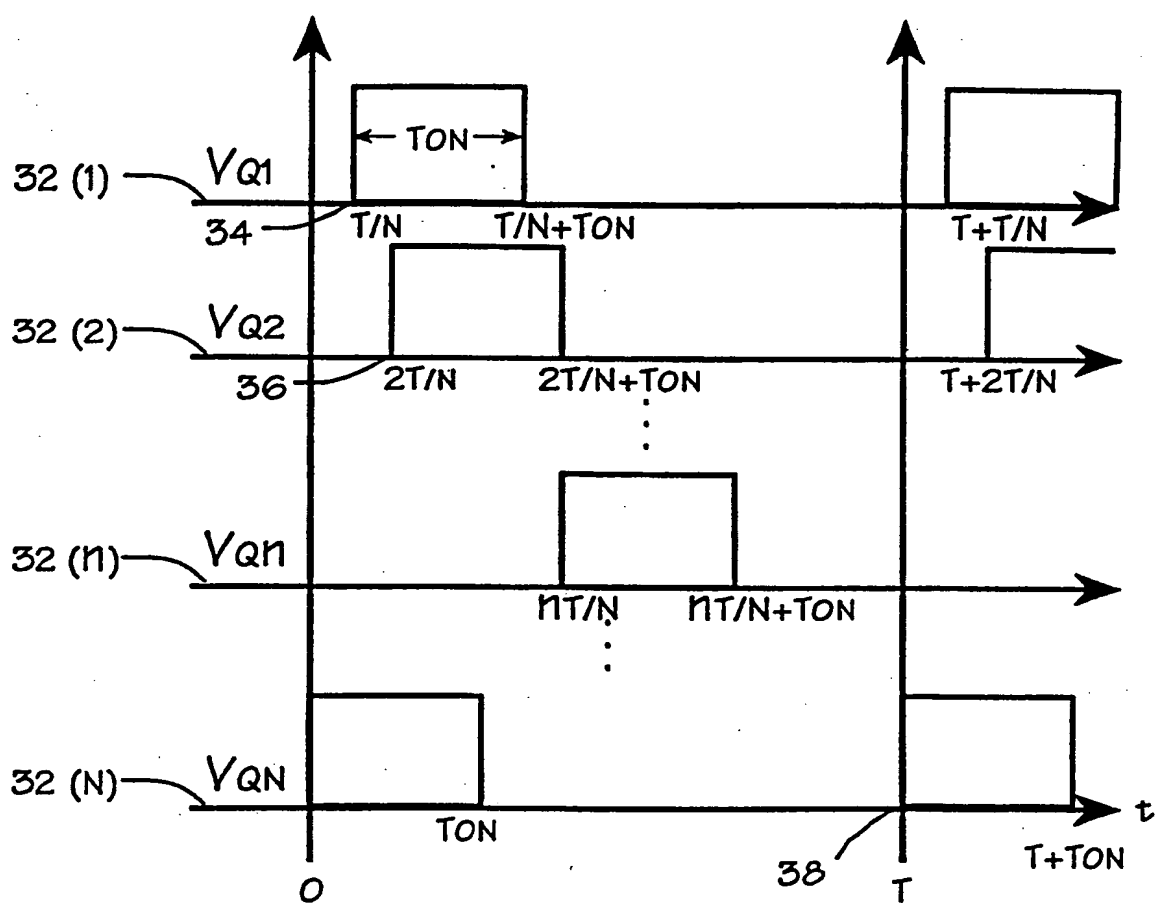 TON
32 (1)
VQ1
34
T/N
T/N+TON
T+T/N
32 (2)
VQ2
36
2T/N
2T/N+TON
T+2T/N
32 (n)
VQn
nT/N
nT/N+TON
32 (N)
VQN
TON
t
38
T+TON
0
T